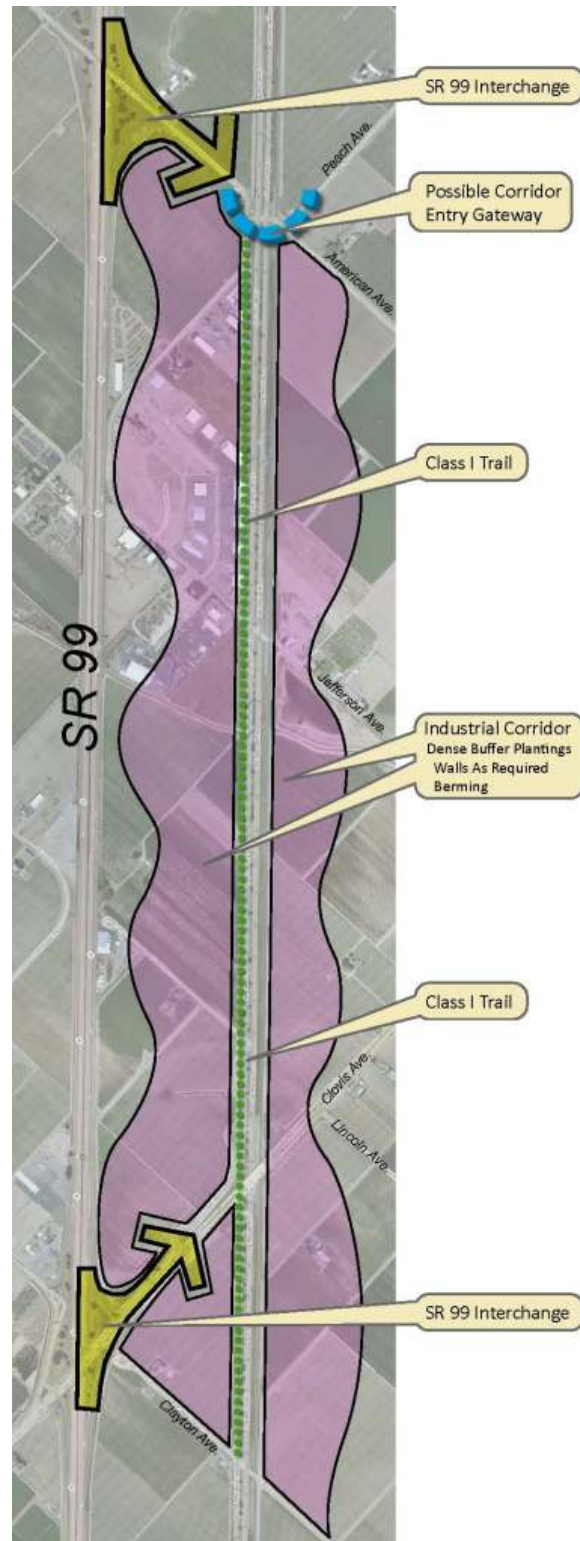 SR 99 Interchange
Peach Ave.
Possible Corridor
Entry Gateway
American Ave.
Class I Trail
SR 99
Jefferson Ave.
Industrial Corridor
Dense Buffer Plantings
Walls As Required
Berming
Class I Trail
Clovis Ave.
Lincoln Ave.
SR 99 Interchange
Clayton Ave.